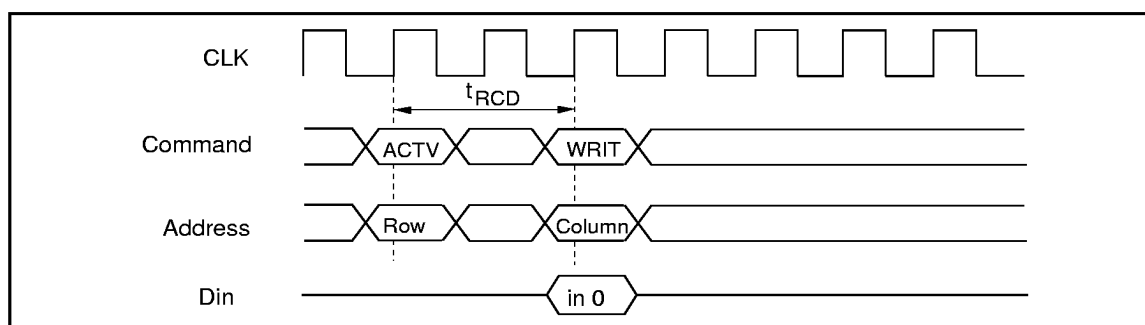 CLK
tRCD
Command ACTV WRIT
Address Row Column
Din in 0